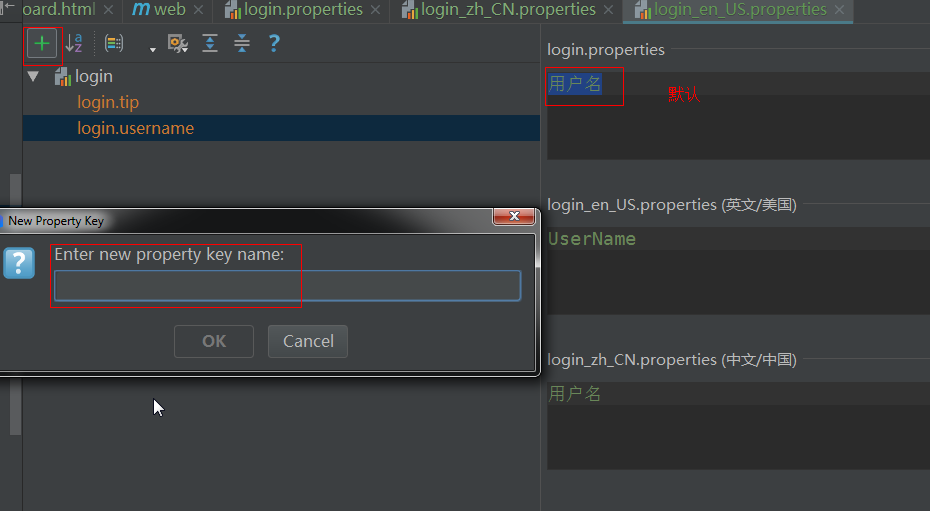 oard.html
web
login.properties
login_zh_CN.properties
login_en_US.properties
login
login.tip
login.username
New Property Key
Enter new property key name:
OK
Cancel
login.properties
用户名
默认
login_en_US.properties (英文/美国)
UserName
login_zh_CN.properties (中文/中国)
用户名